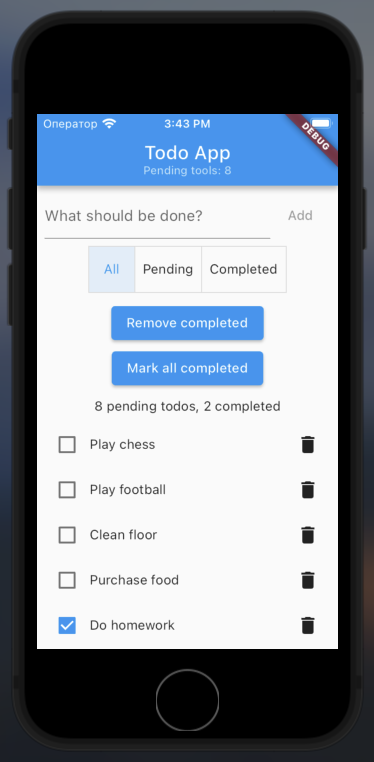 Оператор 3:43 PM
DEBUG
Todo App
Pending tools: 8
What should be done? Add
All Pending Completed
Remove completed
Mark all completed
8 pending todos, 2 completed
Play chess
Play football
Clean floor
Purchase food
Do homework